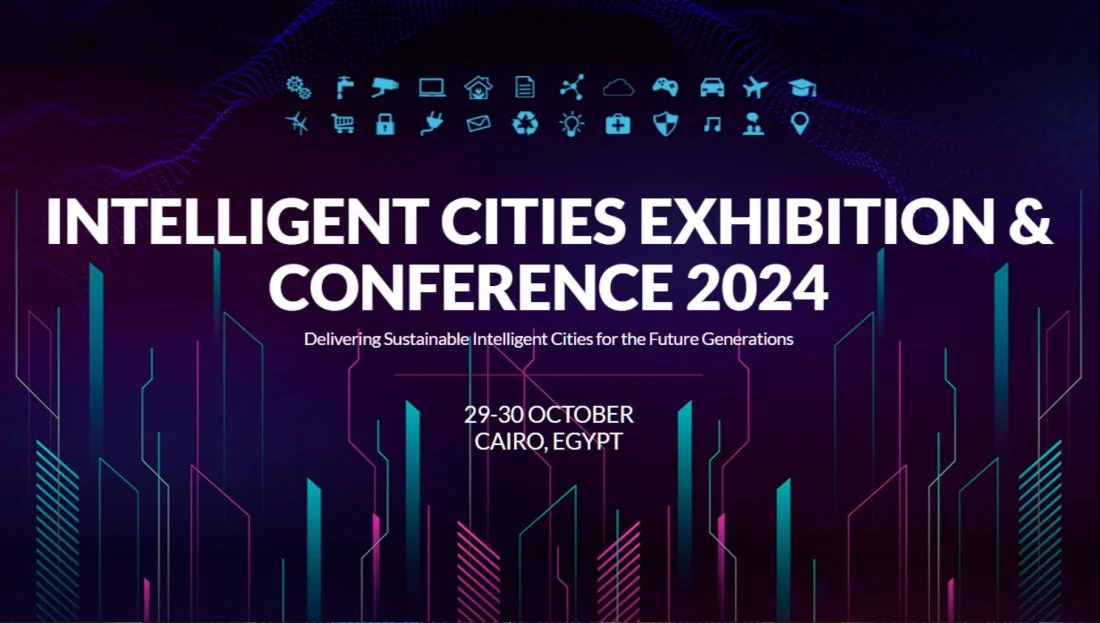 INTELLIGENT CITIES EXHIBITION &
CONFERENCE 2024
Delivering Sustainable Intelligent Cities for the Future Generations
29-30 OCTOBER
CAIRO, EGYPT